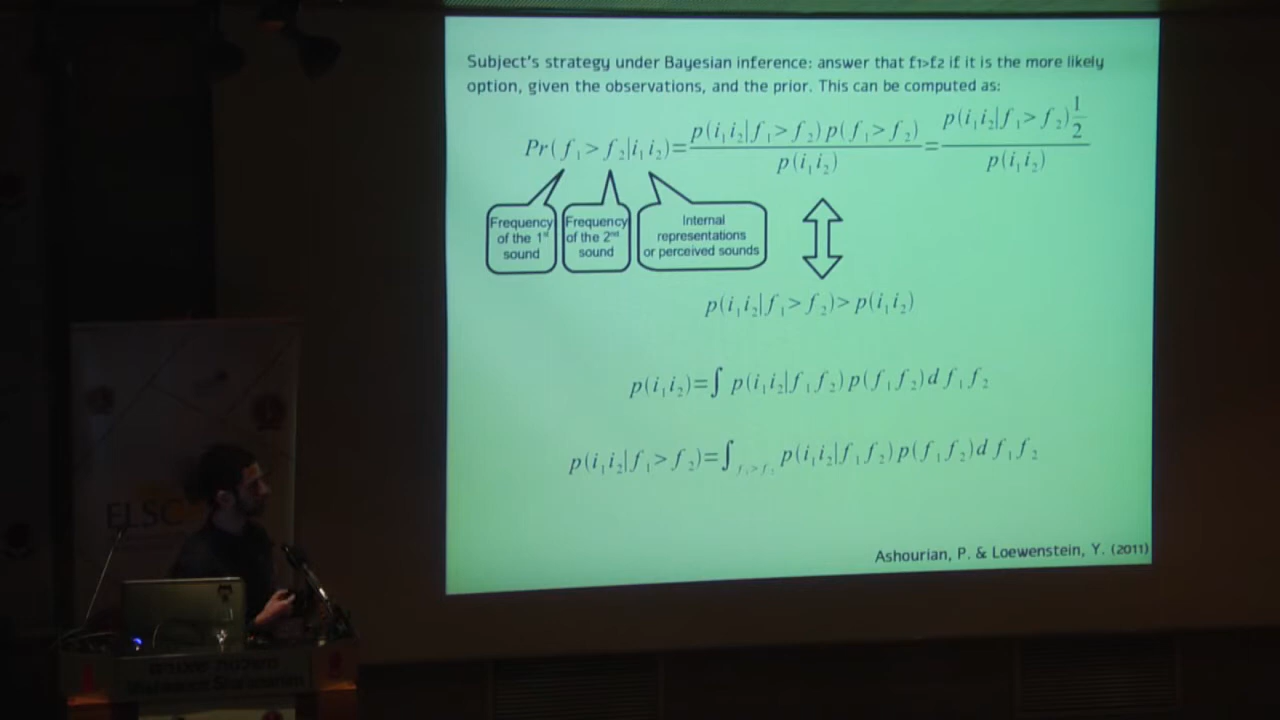 Subject's strategy under Bayesian inference: answer that f₁>f₂ if it is the more likely
option, given the observations, and the prior. This can be computed as:
Pr(f₁>f₂|i₁i₂)=p(i₁i₂|f₁>f₂)p(f₁>f₂)/p(i₁i₂)=p(i₁i₂|f₁>f₂)½/p(i₁i₂)
Frequency
of the 1st
sound
Frequency
of the 2nd
sound
Internal
representations
or perceived sounds
p(i₁i₂|f₁>f₂)>p(i₁i₂)
p(i₁i₂)=∫ p(i₁i₂|f₁f₂)p(f₁f₂)d f₁f₂
p(i₁i₂|f₁>f₂)=∫f₁>f₂ p(i₁i₂|f₁f₂)p(f₁f₂)d f₁f₂
Ashourian, P. & Loewenstein, Y. (2011)
ELSC